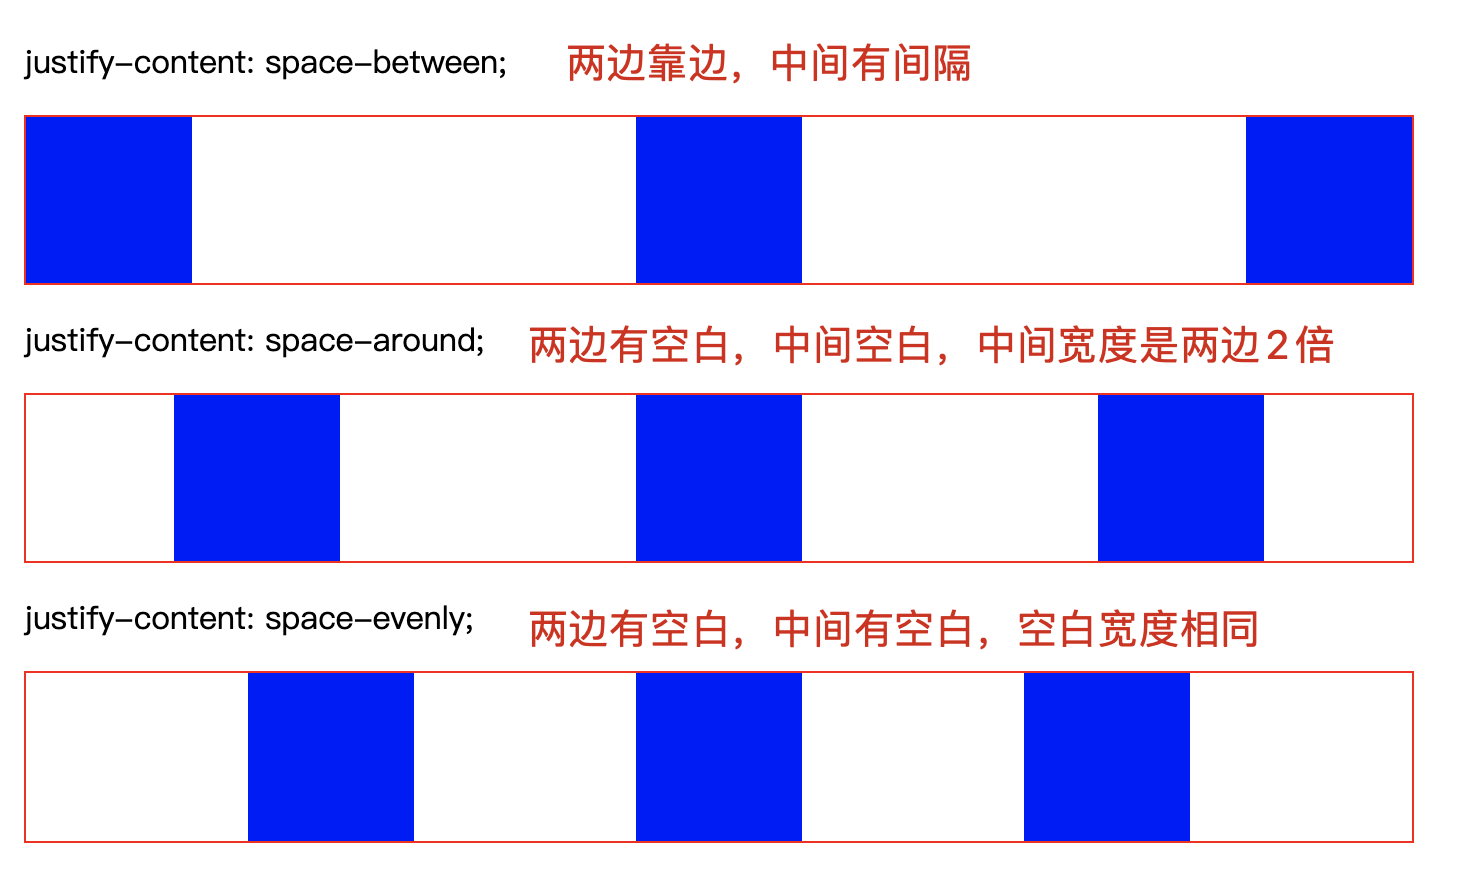 justify-content: space-between; 两边靠边，中间有间隔
justify-content: space-around; 两边有空白，中间空白，中间宽度是两边2倍
justify-content: space-evenly; 两边有空白，中间有空白，空白宽度相同